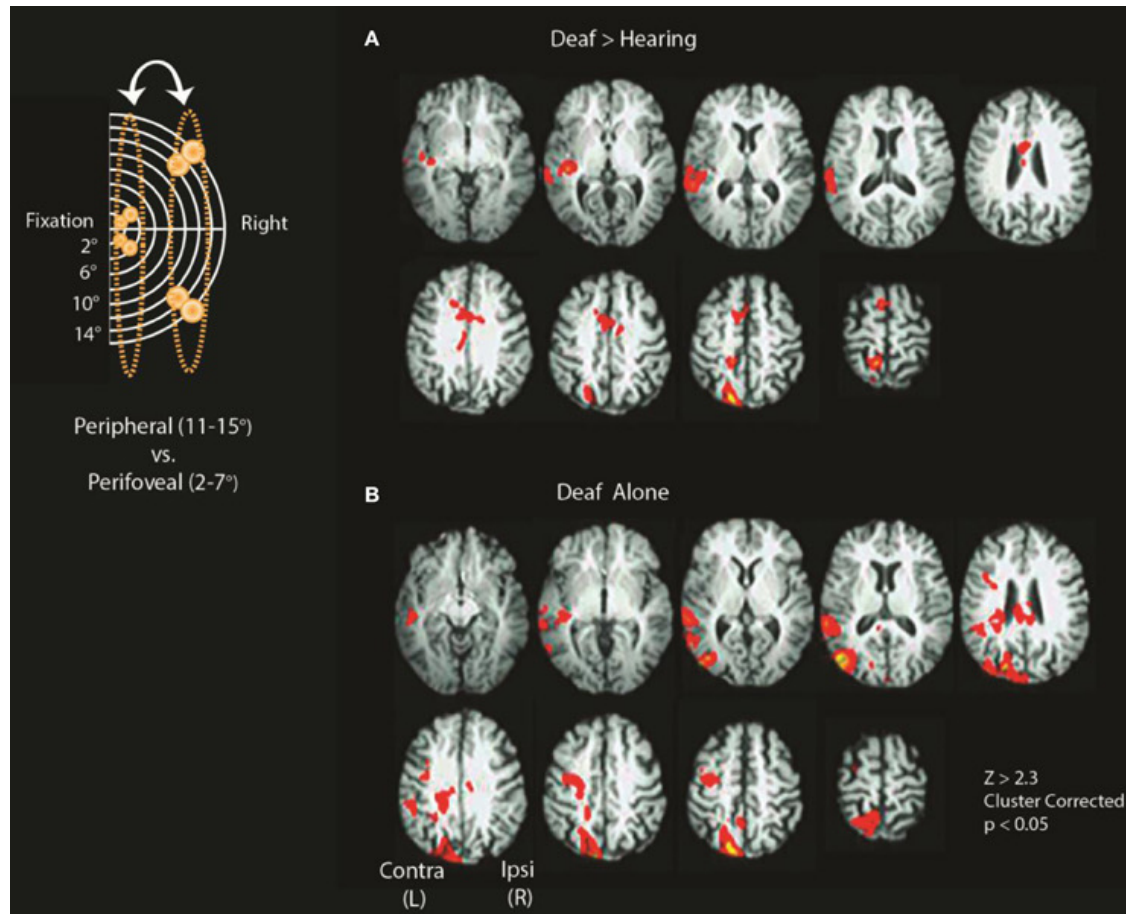 A
Deaf > Hearing
Fixation
Right
2°
6°
10°
14°
Peripheral (11-15°)
vs.
Perifoveal (2-7°)
B
Deaf Alone
Z > 2.3
Cluster Corrected
p < 0.05
Contra
(L)
Ipsi
(R)